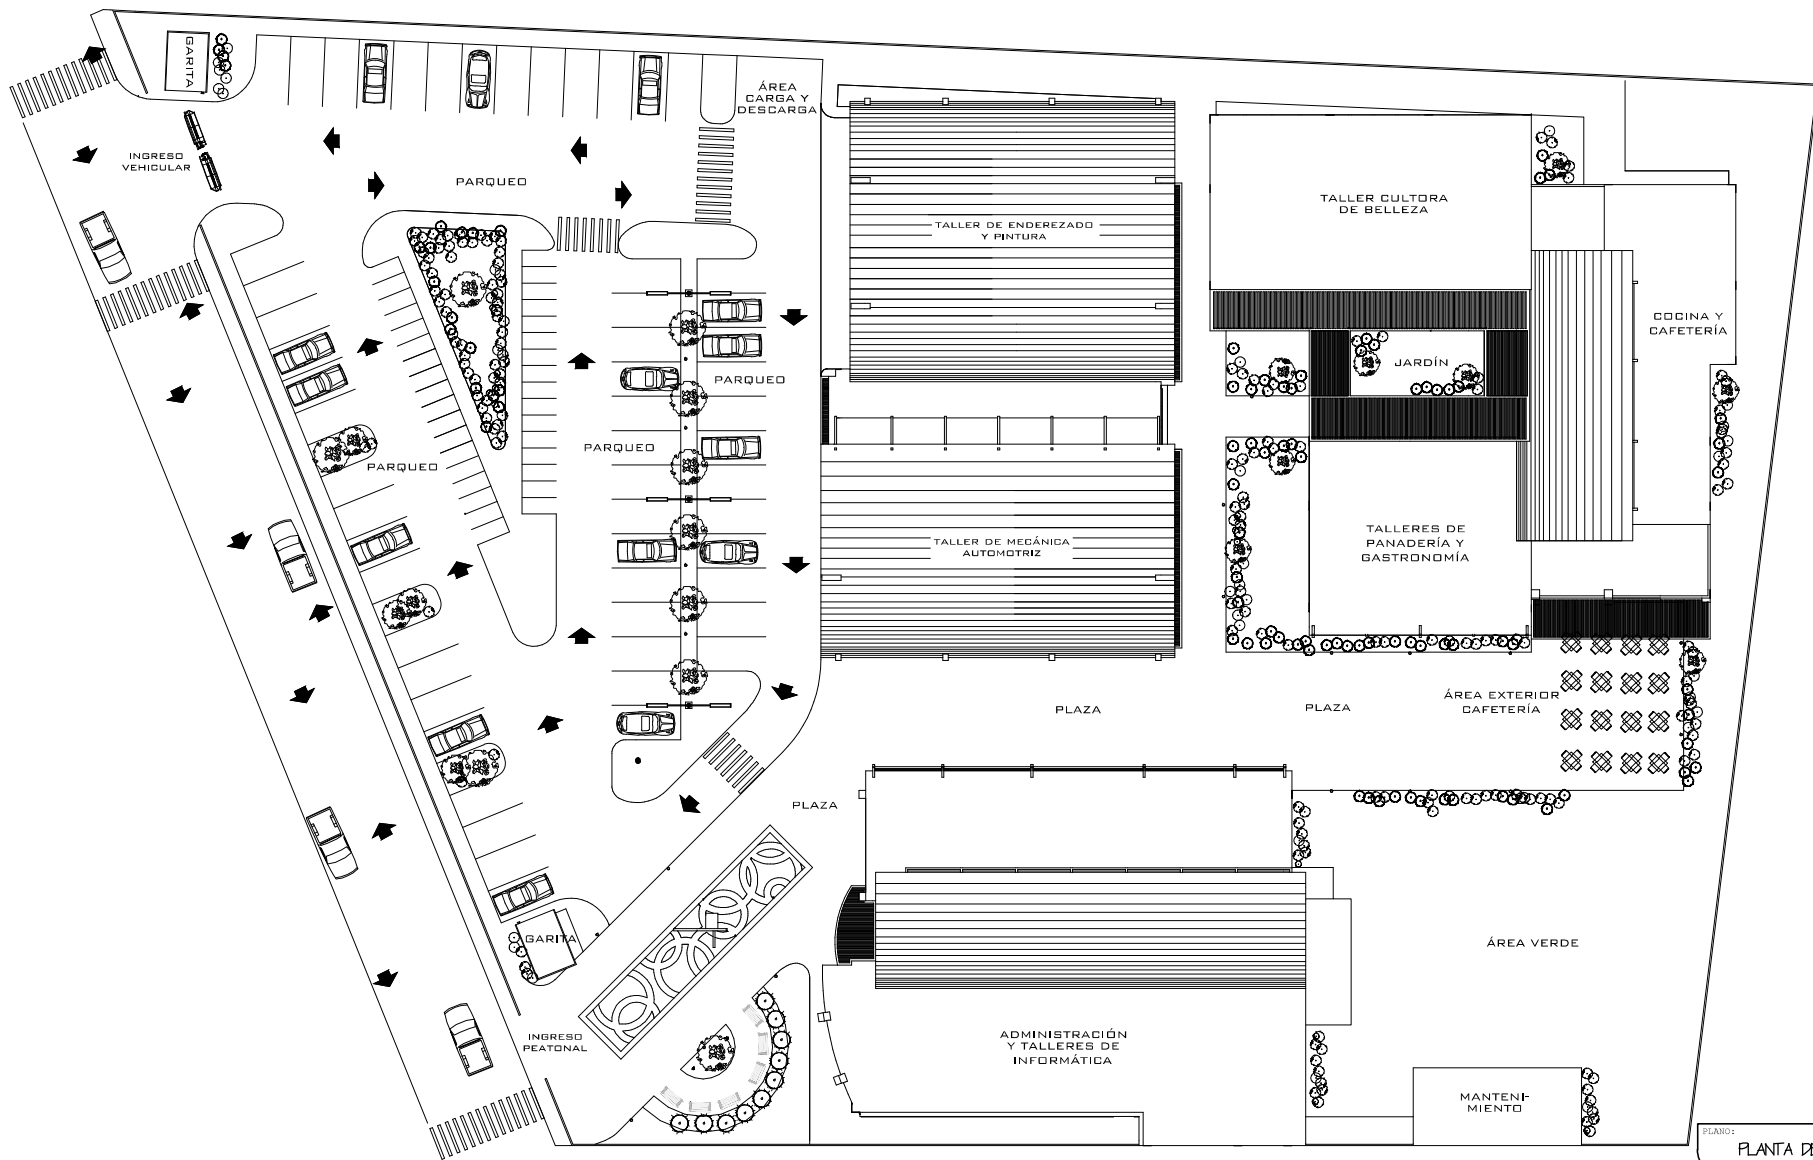 GARITA
ÁREA
CARGA Y
DESCARGA
INGRESO
VEHICULAR
PARQUEO
TALLER DE ENDEREZADO
Y PINTURA
TALLER CULTORA
DE BELLEZA
COCINA Y
CAFETERÍA
JARDÍN
PARQUEO
PARQUEO
PARQUEO
TALLER DE MECÁNICA
AUTOMOTRIZ
TALLERES DE
PANADERÍA Y
GASTRONOMÍA
PLAZA
PLAZA
ÁREA EXTERIOR
CAFETERÍA
PLAZA
GARITA
ÁREA VERDE
INGRESO
PEATONAL
ADMINISTRACIÓN
Y TALLERES DE
INFORMÁTICA
MANTENI-
MIENTO
PLANO:
PLANTA DE